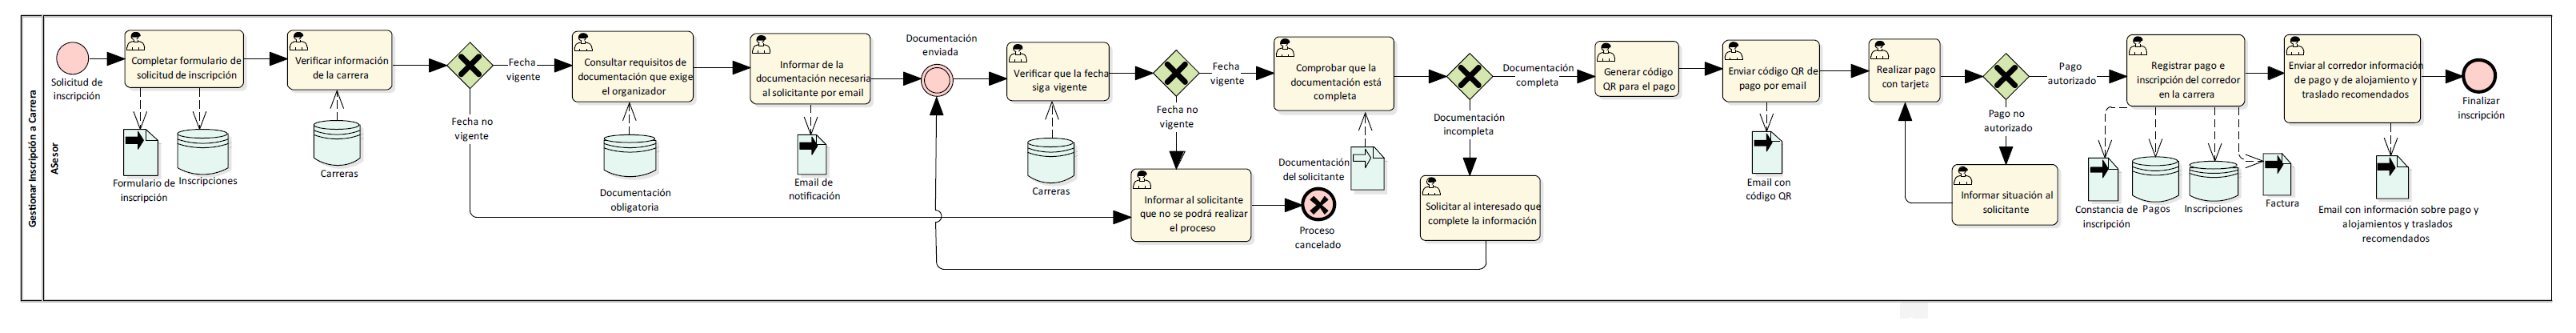 Gestionar Inscripción a Carrera
ASesor
Solicitud de
inscripción
Completar formulario de
solicitud de inscripción
Formulario de
inscripción
Inscripciones
Verificar información
de la carrera
Carreras
Fecha
vigente
Fecha no
vigente
Consultar requisitos de
documentación que exige
el organizador
Documentación
obligatoria
Informar de la
documentación necesaria
al solicitante por email
Email de
notificación
Documentación
enviada
Verificar que la fecha
siga vigente
Carreras
Fecha
vigente
Fecha no
vigente
Informar al solicitante
que no se podrá realizar
el proceso
Proceso
cancelado
Comprobar que la
documentación está
completa
Documentación
del solicitante
Documentación
completa
Documentación
incompleta
Solicitar al interesado que
complete la información
Generar código
QR para el pago
Enviar código QR de
pago por email
Email con
código QR
Realizar pago
con tarjeta
Pago
autorizado
Pago no
autorizado
Informar situación al
solicitante
Registrar pago e
inscripción del corredor
en la carrera
Constancia de
inscripción
Pagos
Inscripciones
Factura
Enviar al corredor información
de pago y de alojamiento y
traslado recomendados
Email con información sobre pago y
alojamientos y traslados
recomendados
Finalizar
inscripción